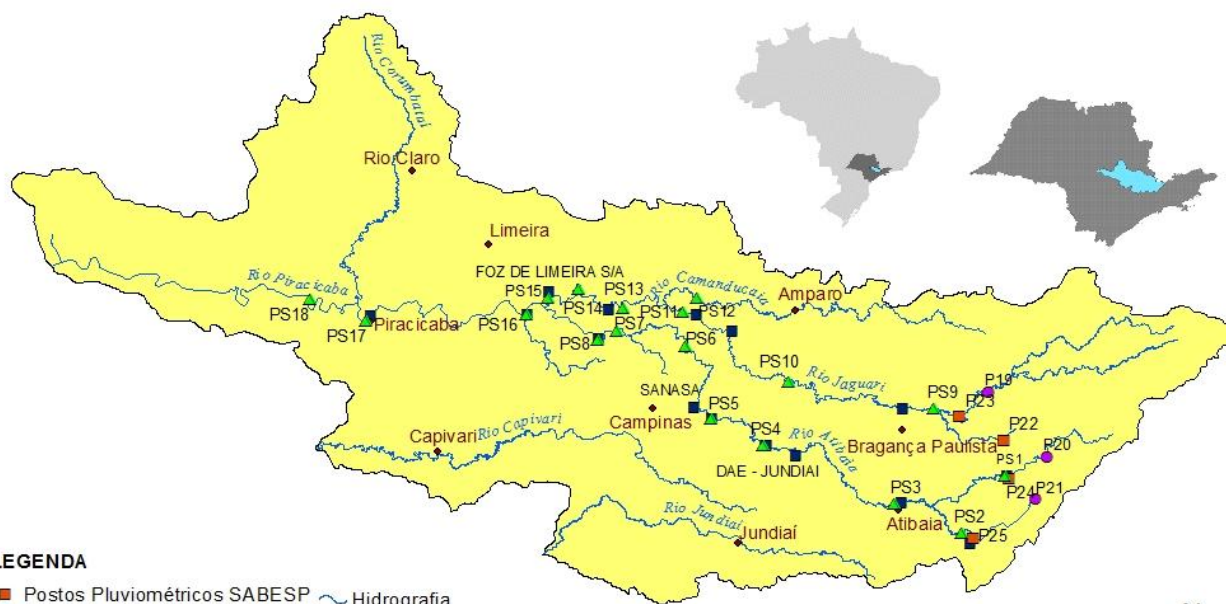 Rio Corumbataí
Rio Claro
Limeira
FOZ DE LIMEIRA S/A
Rio Camanducaia
Amparo
Rio Piracicaba
PS15
PS13
PS14
PS11
PS12
PS18
PS17
Piracicaba
PS16
PS8
PS7
PS6
PS10
Rio Jaguari
PS9
P19
P23
SANASA
PS5
Campinas
PS4
Rio Atibaia
Bragança Paulista
P22
P20
Capivari
Rio Capivari
DAE - JUNDIAI
PS1
P24
P21
PS3
Atibaia
PS2
P25
Rio Jundiaí
Jundiaí
LEGENDA
Postos Pluviométricos SABESP
Hidrografia